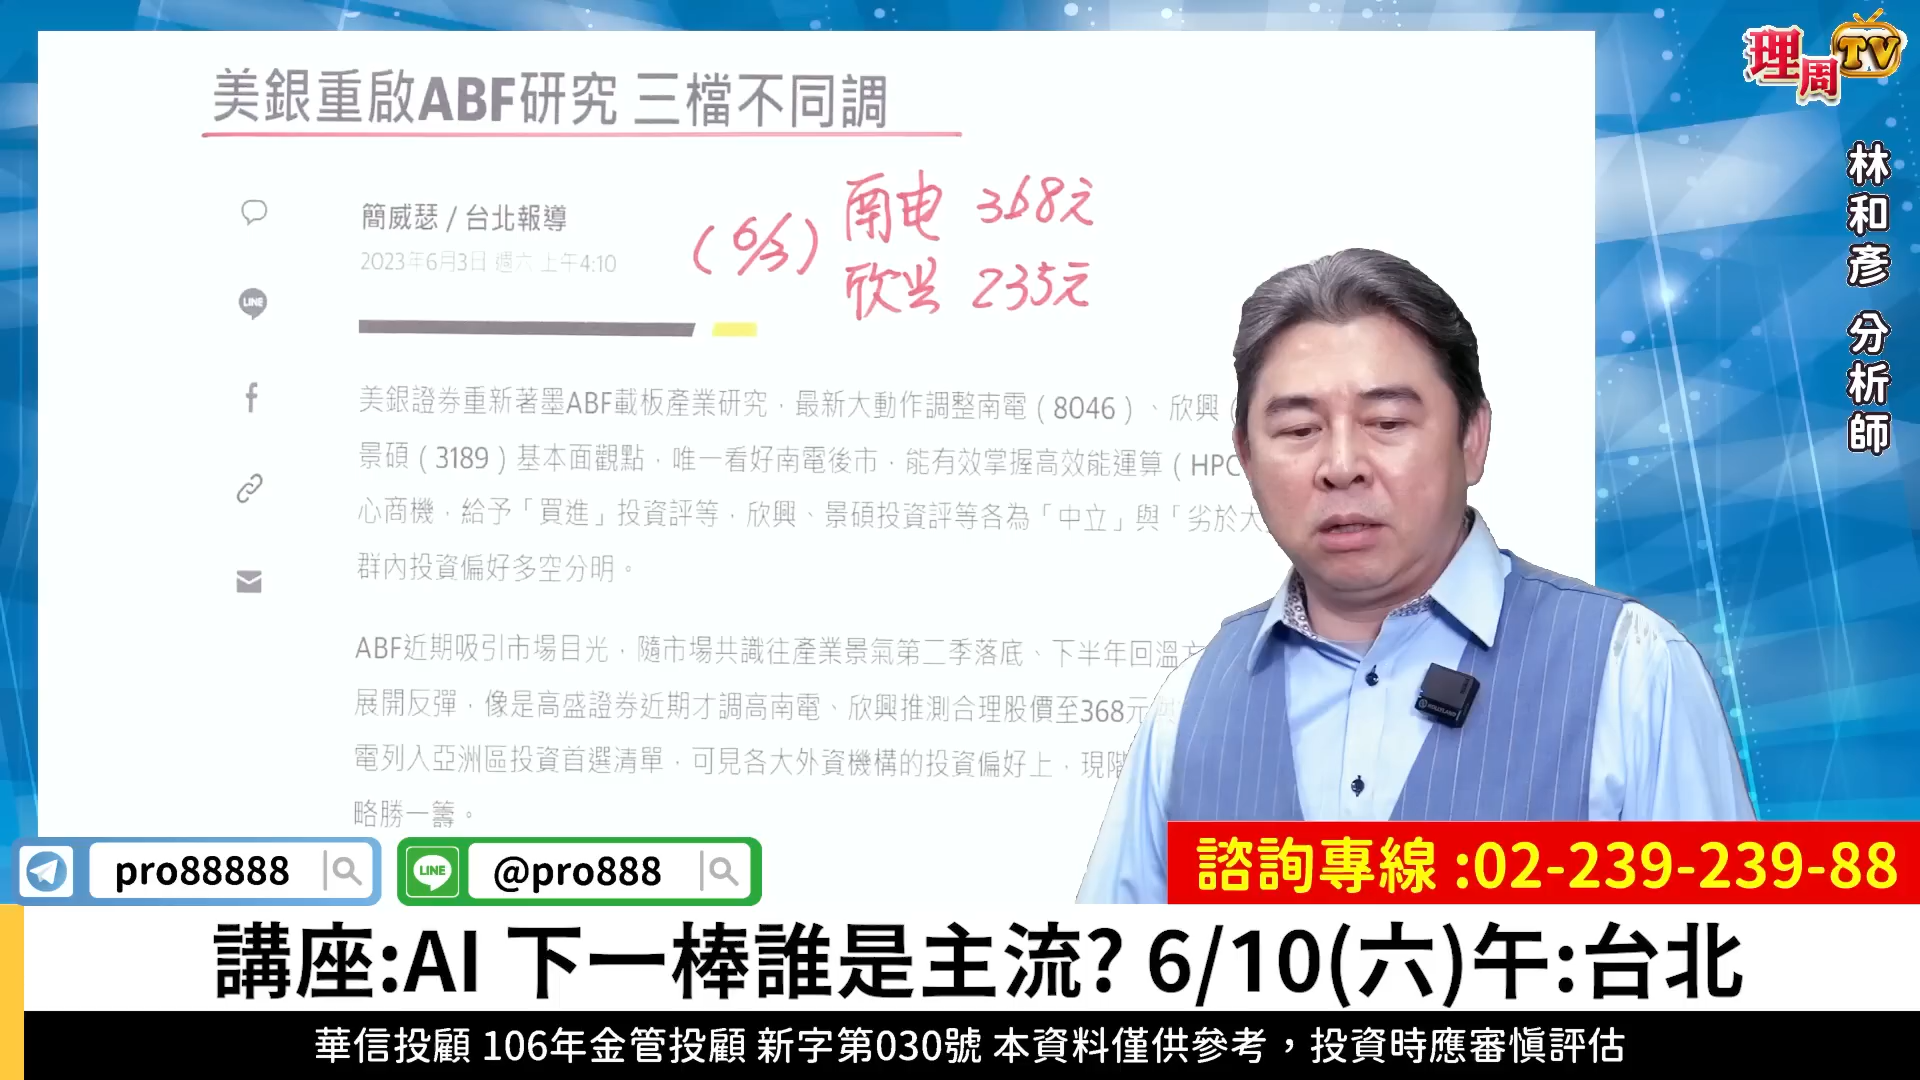 美銀重啟ABF研究 三檔不同調
簡威瑟 / 台北報導
2023年6月3日 週六 上午4:10
(6/3)
南电 368元
欣兴 235元
LINE
美銀證券重新著墨ABF載板產業研究，最新大動作調整南電（8046）、欣興（
景碩（3189）基本面觀點，唯一看好南電後市，能有效掌握高效能運算（HPC
心商機，給予「買進」投資評等，欣興、景碩投資評等各為「中立」與「劣於大
群內投資偏好多空分明。
ABF近期吸引市場目光，隨市場共識往產業景氣第二季落底、下半年回溫方
展開反彈，像是高盛證券近期才調高南電、欣興推測合理股價至368元與
電列入亞洲區投資首選清單，可見各大外資機構的投資偏好上，現階
略勝一籌。
理周TV
林和彥 分析師
HOLLYLAND
pro88888
LINE
@pro888
諮詢專線 :02-239-239-88
講座:AI 下一棒誰是主流? 6/10(六)午:台北
華信投顧 106年金管投顧 新字第030號 本資料僅供參考，投資時應審慎評估